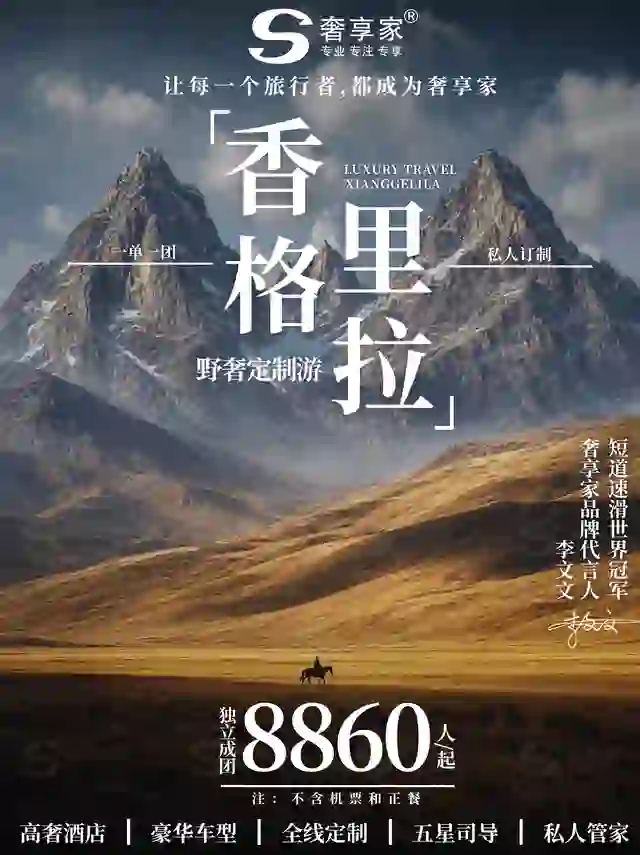 S 奢享家®
专业 专注 专享
让每一个旅行者,都成为奢享家
「香格里拉」
LUXURY TRAVEL
XIANGGELILA
一单一团
私人订制
野奢定制游
短道速滑世界冠军
奢享家品牌代言人
李文文
独立成团
8860
人/起
注：不含机票和正餐
高奢酒店 | 豪华车型 | 全线定制 | 五星司导 | 私人管家